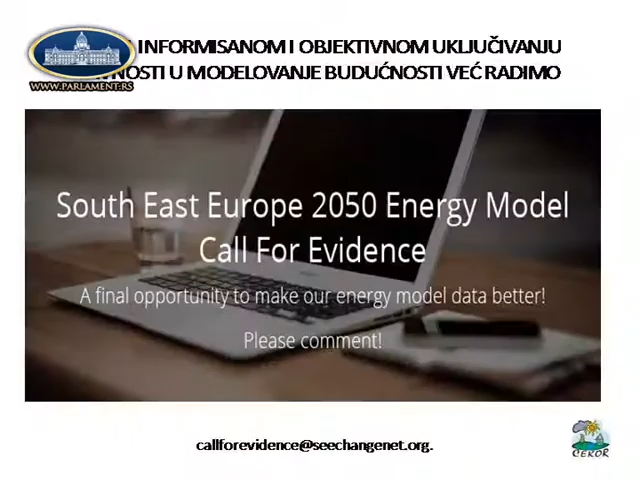 INFORMISANOM I OBJEKTIVNOM UKLJUČIVANJU
U MODELOVANJE BUDUĆNOSTI VEĆ RADIMO
WWW.PARLAMENT.RS
South East Europe 2050 Energy Model
Call For Evidence
A final opportunity to make our energy model data better!
Please comment!
callforevidence@seechangenet.org.
CEKOR